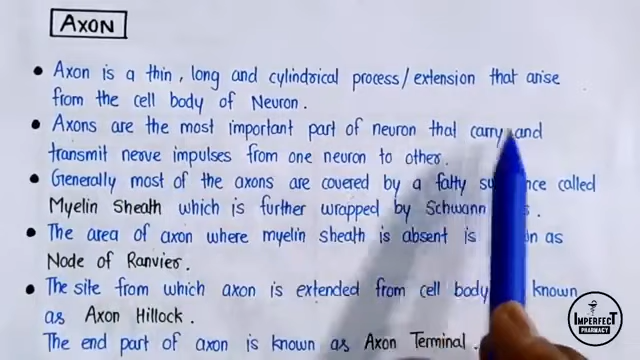 AXON
Axon is a thin, long and cylindrical process/extension that arise
from the cell body of Neuron.
Axons are the most important part of neuron that carry and
transmit nerve impulses from one neuron to other.
Generally most of the axons are covered by a fatty called
Myelin Sheath which is further wrapped by Schwann
The area of axon where myelin sheath is absent is as
Node of Ranvier.
The site from which axon is extended from cell body known
as Axon Hillock.
The end part of axon is known as Axon Terminal.
IMPERFECT
PHARMACY